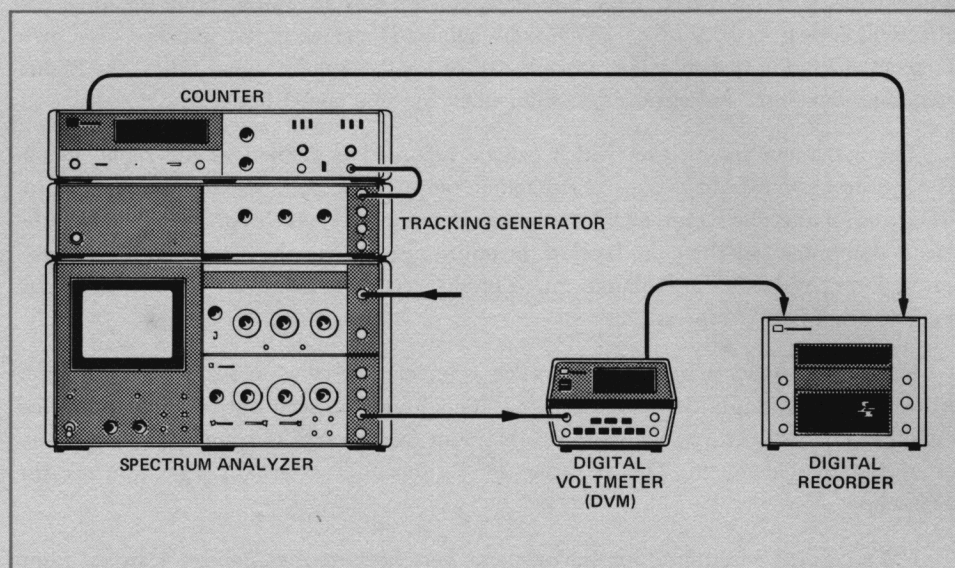 COUNTER
TRACKING GENERATOR
SPECTRUM ANALYZER
DIGITAL
VOLTMETER
(DVM)
DIGITAL
RECORDER